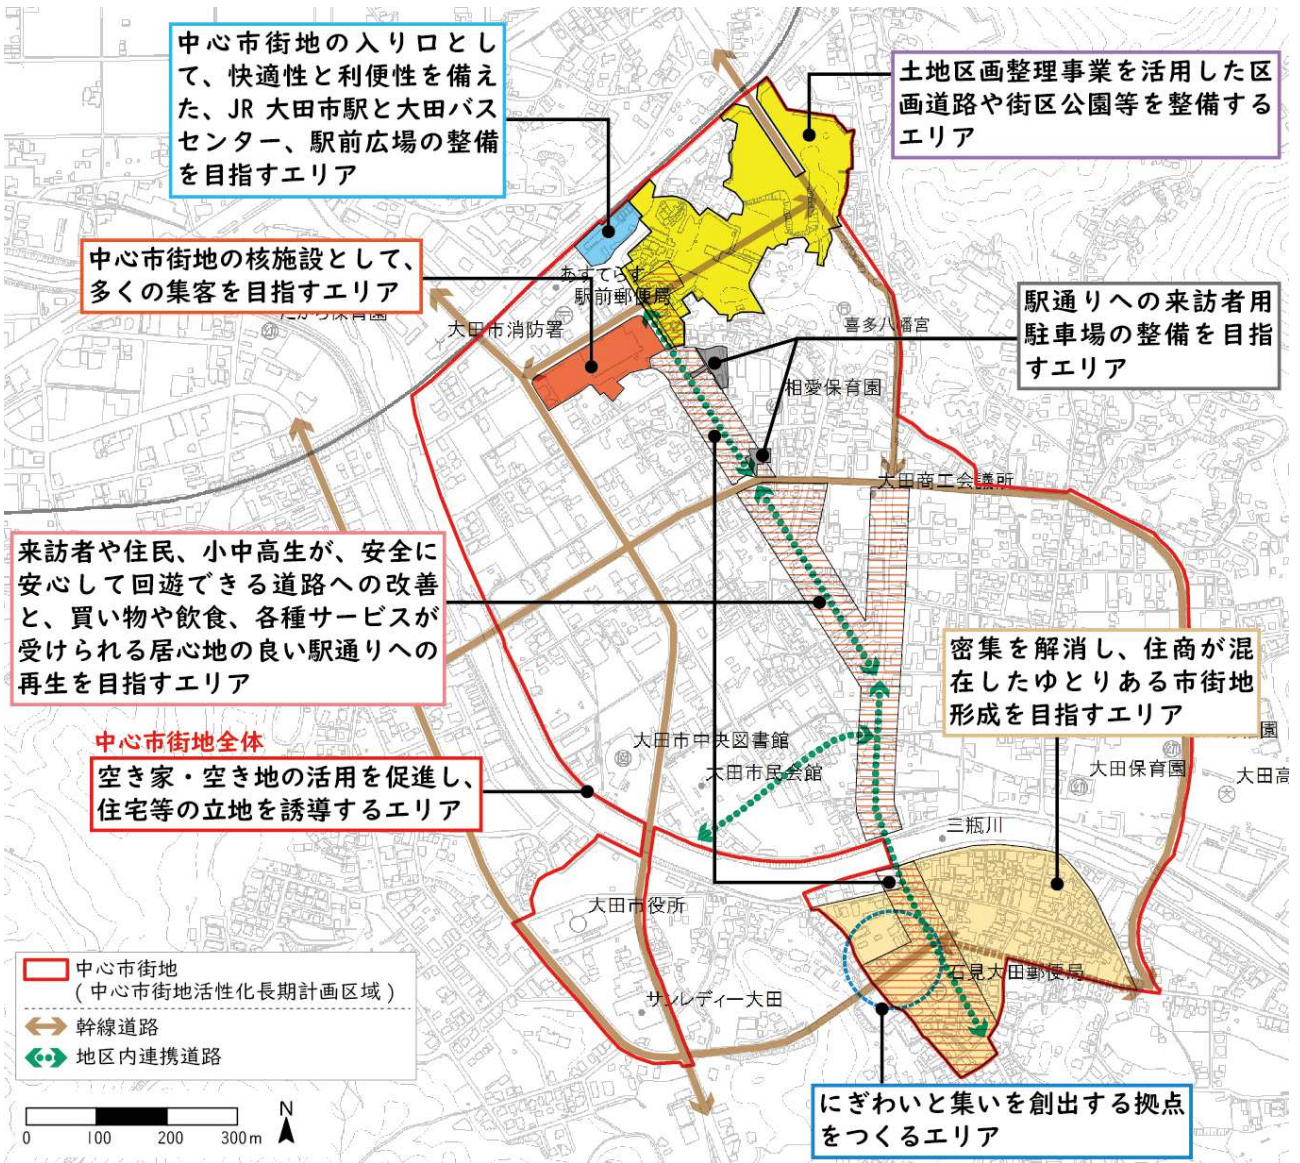 中心市街地の入り口とし
て、快適性と利便性を備え
た、JR 大田市駅と大田バス
センター、駅前広場の整備
を目指すエリア
土地区画整理事業を活用した区
画道路や街区公園等を整備する
エリア
中心市街地の核施設として、
多くの集客を目指すエリア
あすてらす
駅前郵便局
大田市消防署
喜多八幡宮
駅通りへの来訪者用
駐車場の整備を目指
すエリア
相愛保育園
大田商工会議所
来訪者や住民、小中高生が、安全に
安心して回遊できる道路への改善
と、買い物や飲食、各種サービスが
受けられる居心地の良い駅通りへの
再生を目指すエリア
密集を解消し、住商が混
在したゆとりある市街地
形成を目指すエリア
中心市街地全体
空き家・空き地の活用を促進し、
住宅等の立地を誘導するエリア
大田市中央図書館
大田市民会館
大田保育園
大田高
三瓶川
大田市役所
石見大田郵便局
サンレディー大田
中心市街地
( 中心市街地活性化長期計画区域 )
幹線道路
地区内連携道路
0 100 200 300m
N
にぎわいと集いを創出する拠点
をつくるエリア